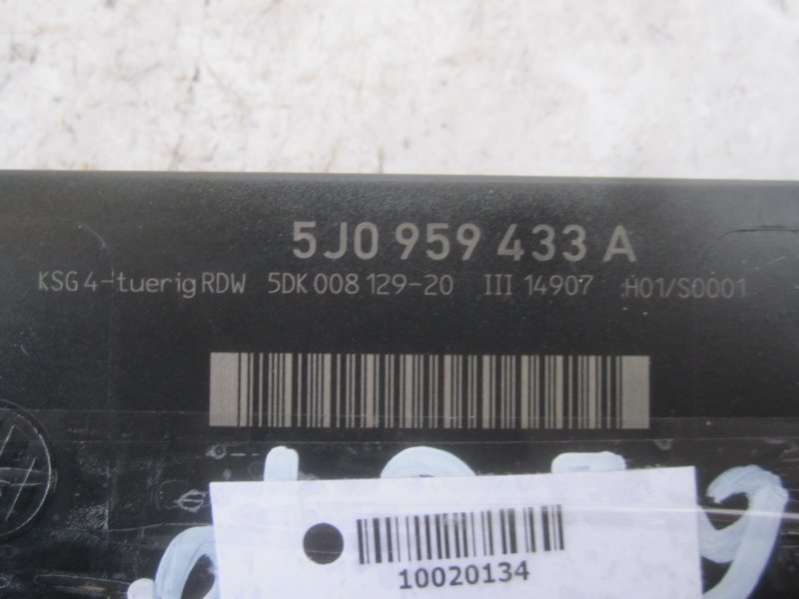 5J0 959 433 A
KSG 4-tuerig RDW 5DK 008 129-20 III 14907 H01/S0001
10020134